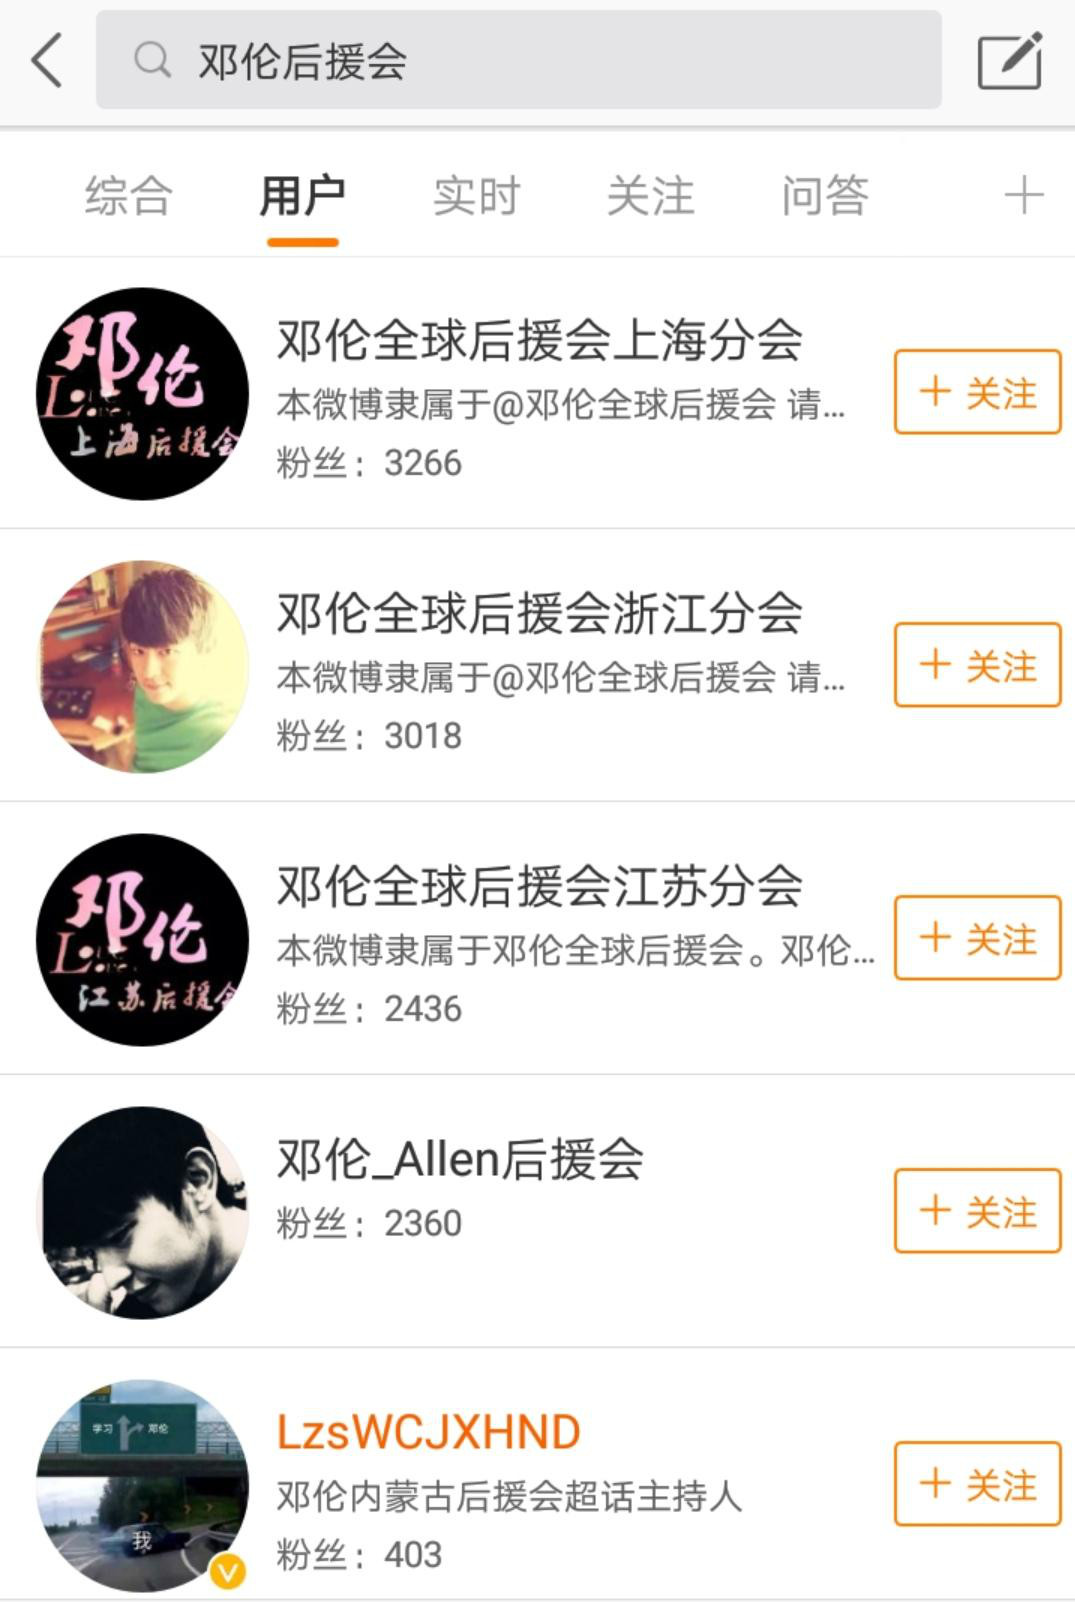 邓伦后援会
综合 用户 实时 关注 问答
邓伦
上海后援会
邓伦全球后援会上海分会
本微博隶属于@邓伦全球后援会 请...
粉丝：3266
+ 关注
邓伦全球后援会浙江分会
本微博隶属于@邓伦全球后援会 请...
粉丝：3018
+ 关注
邓伦
江苏后援会
邓伦全球后援会江苏分会
本微博隶属于邓伦全球后援会。邓伦...
粉丝：2436
+ 关注
邓伦_Allen后援会
粉丝：2360
+ 关注
学习 邓伦
我
LzsWCJXHND
邓伦内蒙古后援会超话主持人
粉丝：403
+ 关注